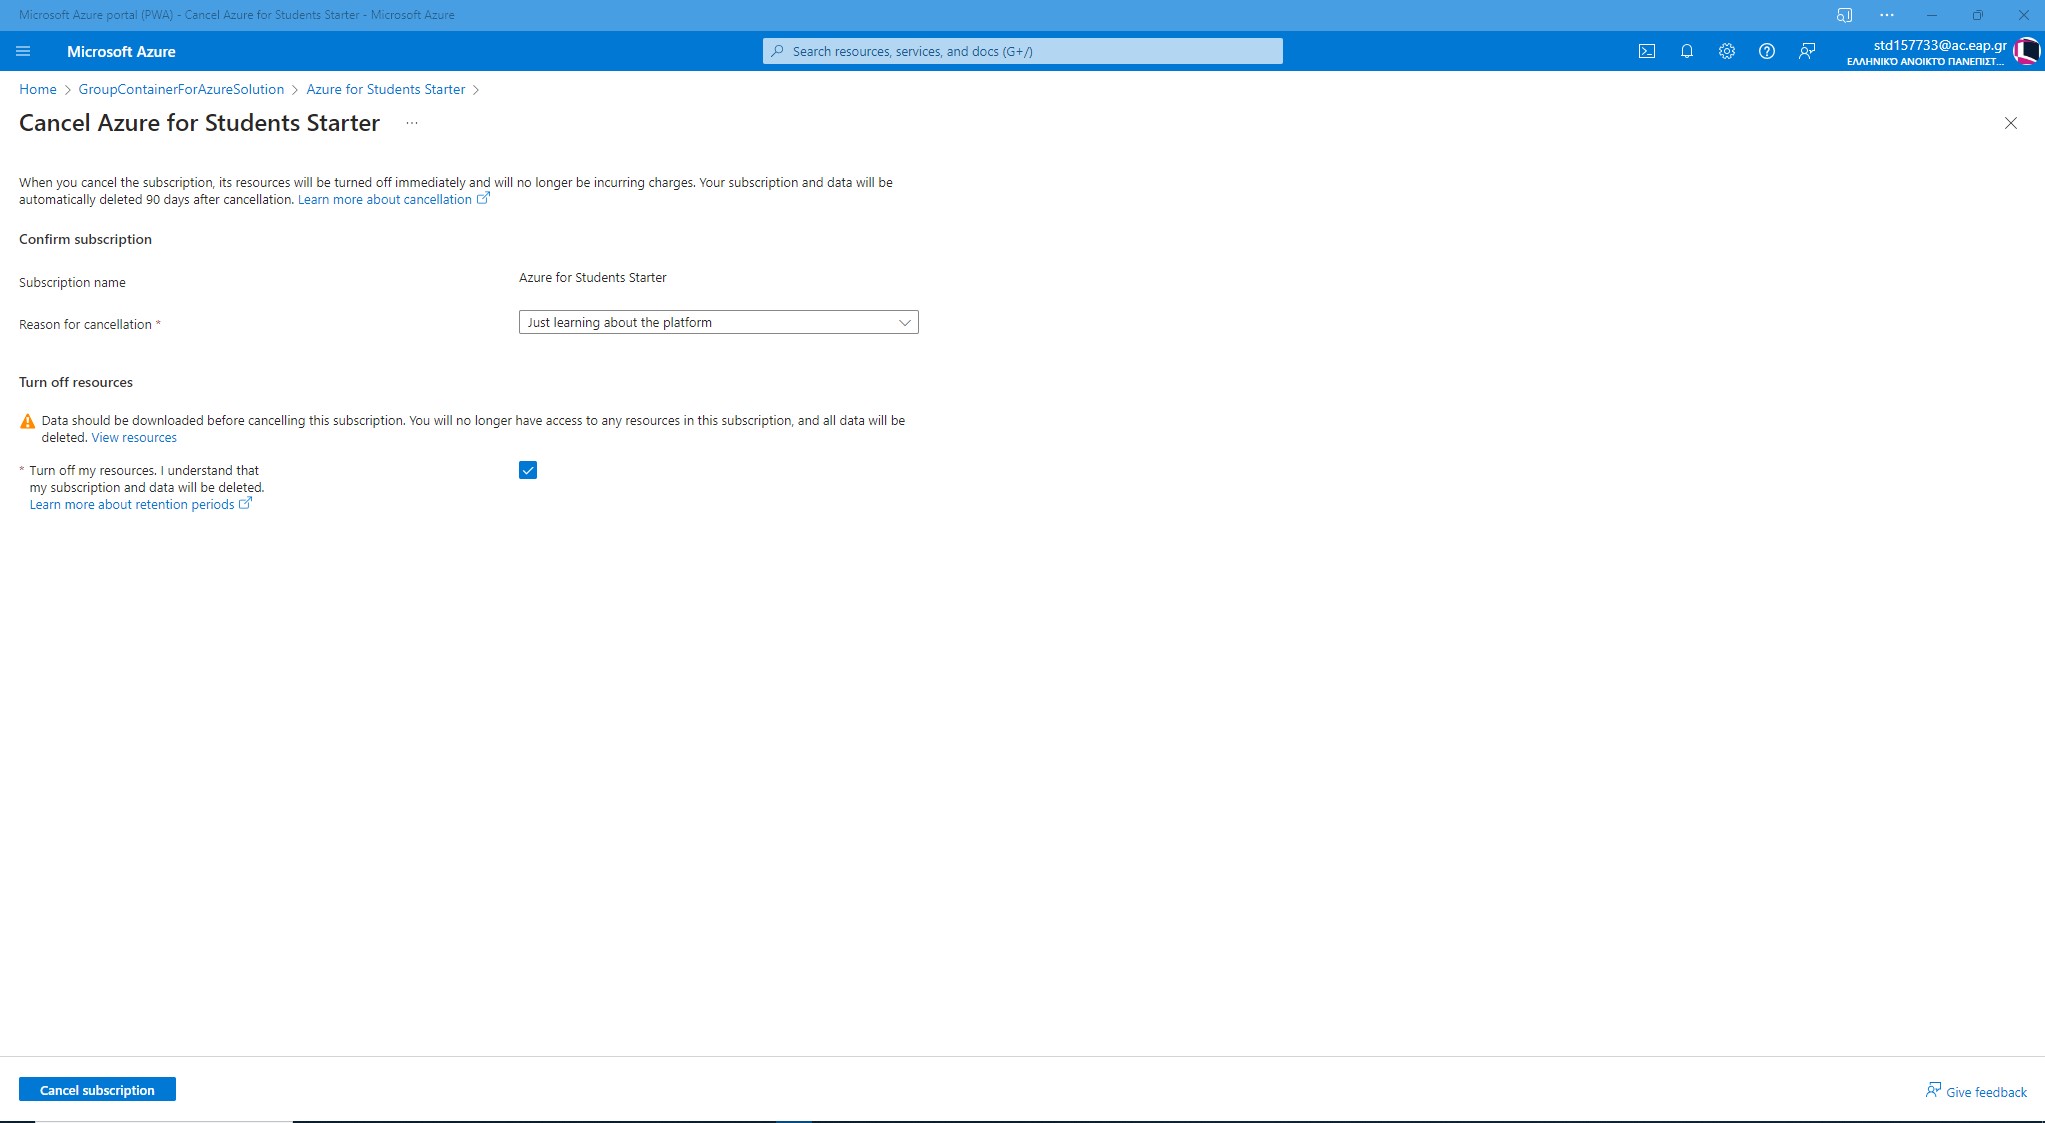 Microsoft Azure portal (PWA) - Cancel Azure for Students Starter - Microsoft Azure
Microsoft Azure
Search resources, services, and docs (G+/)
std157733@ac.eap.gr
ΕΛΛΗΝΙΚΌ ΑΝΟΙΚΤΌ ΠΑΝΕΠΙΣΤ...
Home > GroupContainerForAzureSolution > Azure for Students Starter >
Cancel Azure for Students Starter ...
When you cancel the subscription, its resources will be turned off immediately and will no longer be incurring charges. Your subscription and data will be
automatically deleted 90 days after cancellation. Learn more about cancellation
Confirm subscription
Subscription name
Azure for Students Starter
Reason for cancellation *
Just learning about the platform
Turn off resources
Data should be downloaded before cancelling this subscription. You will no longer have access to any resources in this subscription, and all data will be
deleted. View resources
* Turn off my resources. I understand that
my subscription and data will be deleted.
Learn more about retention periods
Cancel subscription
Give feedback